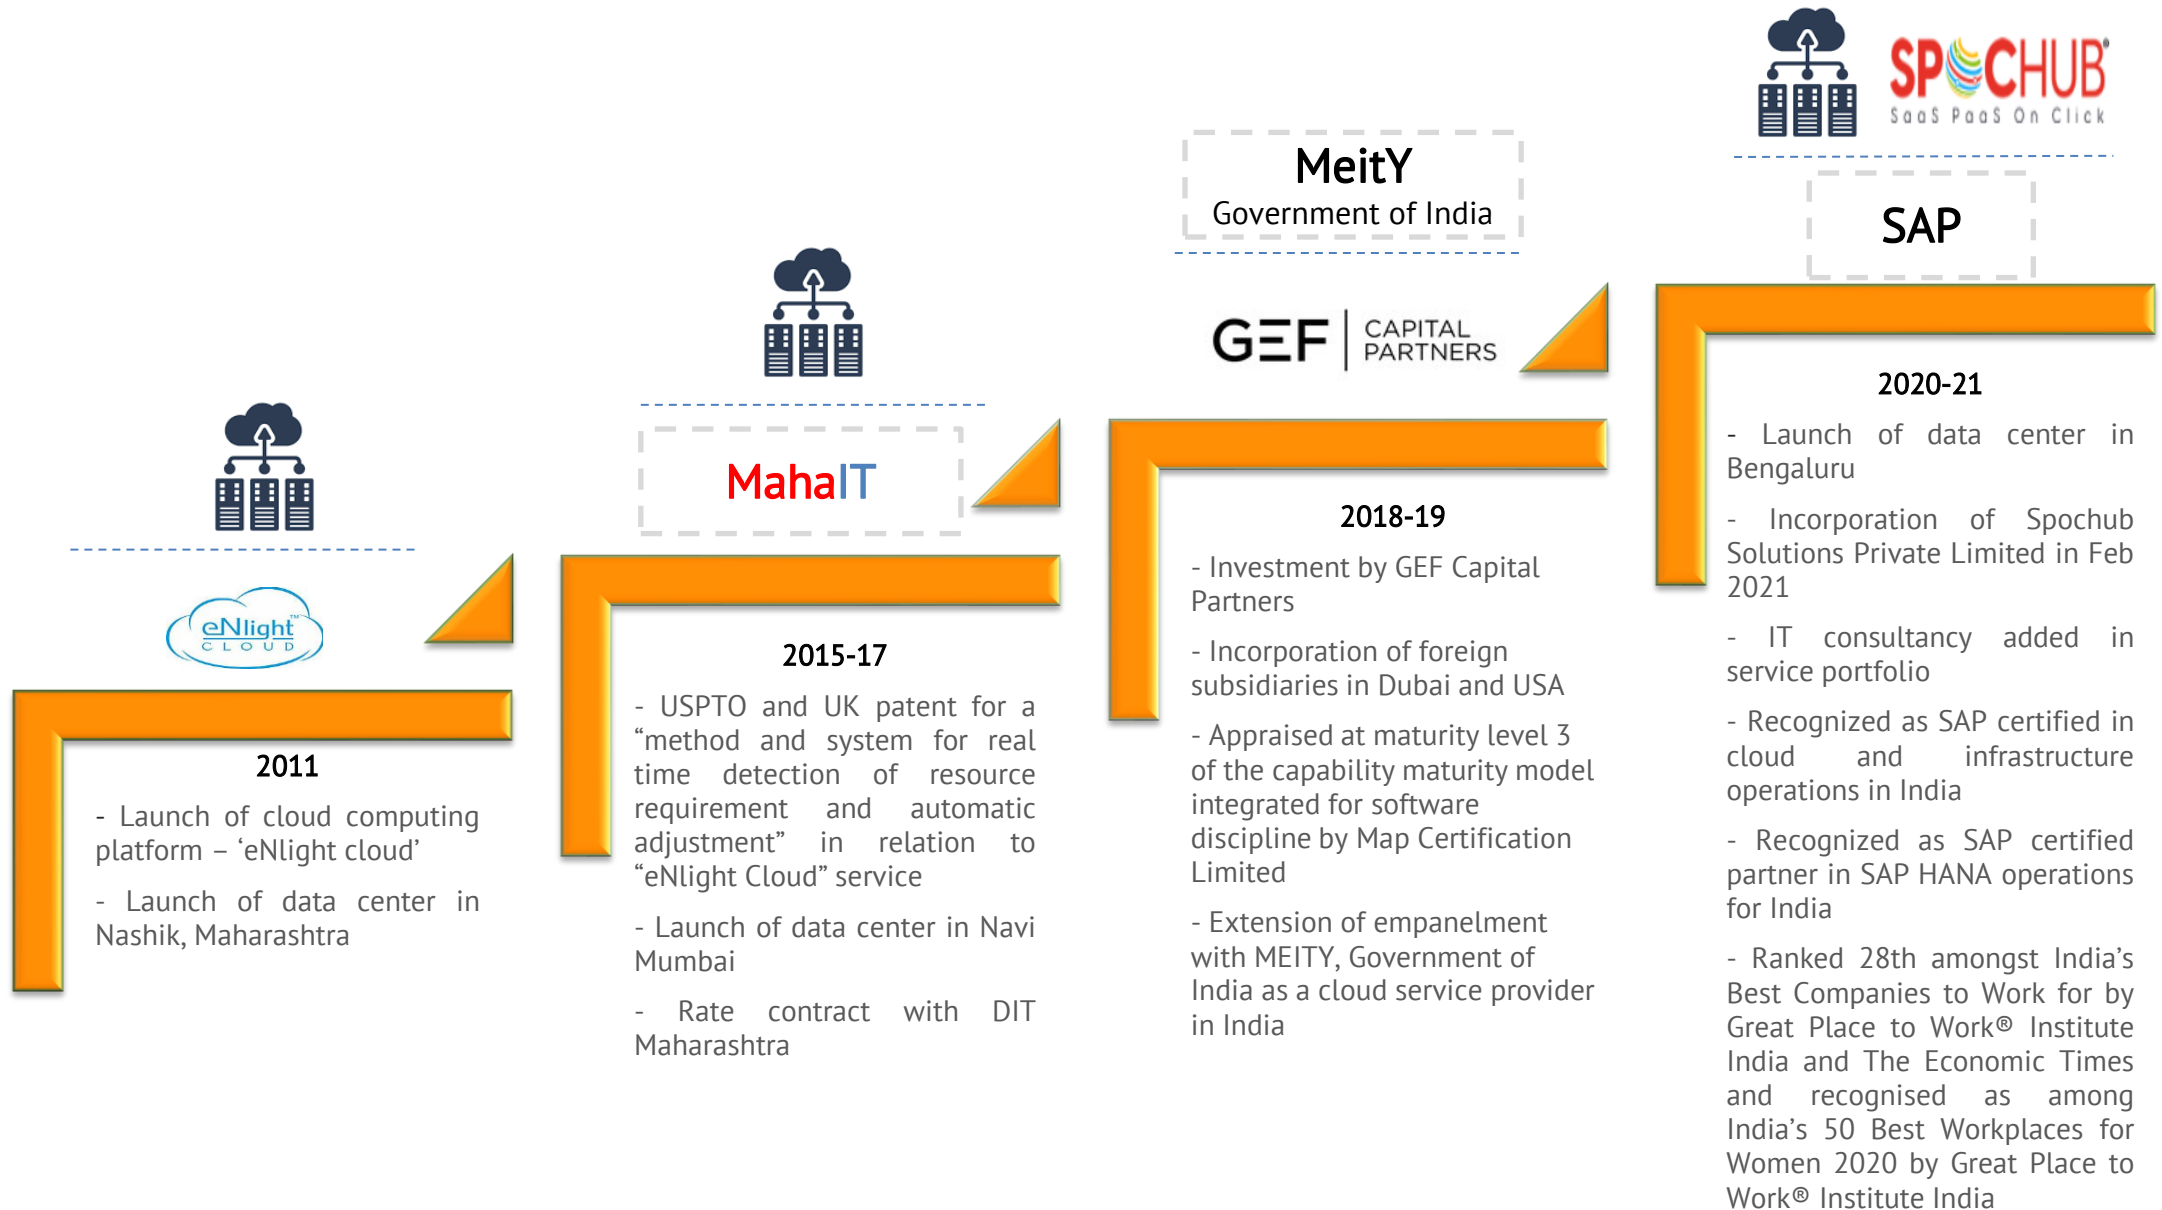 eNlight™
CLOUD
2011
- Launch of cloud computing
platform – ‘eNlight cloud’
- Launch of data center in
Nashik, Maharashtra
MahaIT
2015-17
- USPTO and UK patent for a
“method and system for real
time detection of resource
requirement and automatic
adjustment” in relation to
“eNlight Cloud” service
- Launch of data center in Navi
Mumbai
- Rate contract with DIT
Maharashtra
MeitY
Government of India
GEF
CAPITAL
PARTNERS
2018-19
- Investment by GEF Capital
Partners
- Incorporation of foreign
subsidiaries in Dubai and USA
- Appraised at maturity level 3
of the capability maturity model
integrated for software
discipline by Map Certification
Limited
- Extension of empanelment
with MEITY, Government of
India as a cloud service provider
in India
SPOCHUB®
SaaS PaaS On Click
SAP
2020-21
- Launch of data center in
Bengaluru
- Incorporation of Spochub
Solutions Private Limited in Feb
2021
- IT consultancy added in
service portfolio
- Recognized as SAP certified in
cloud and infrastructure
operations in India
- Recognized as SAP certified
partner in SAP HANA operations
for India
- Ranked 28th amongst India’s
Best Companies to Work for by
Great Place to Work® Institute
India and The Economic Times
and recognised as among
India’s 50 Best Workplaces for
Women 2020 by Great Place to
Work® Institute India